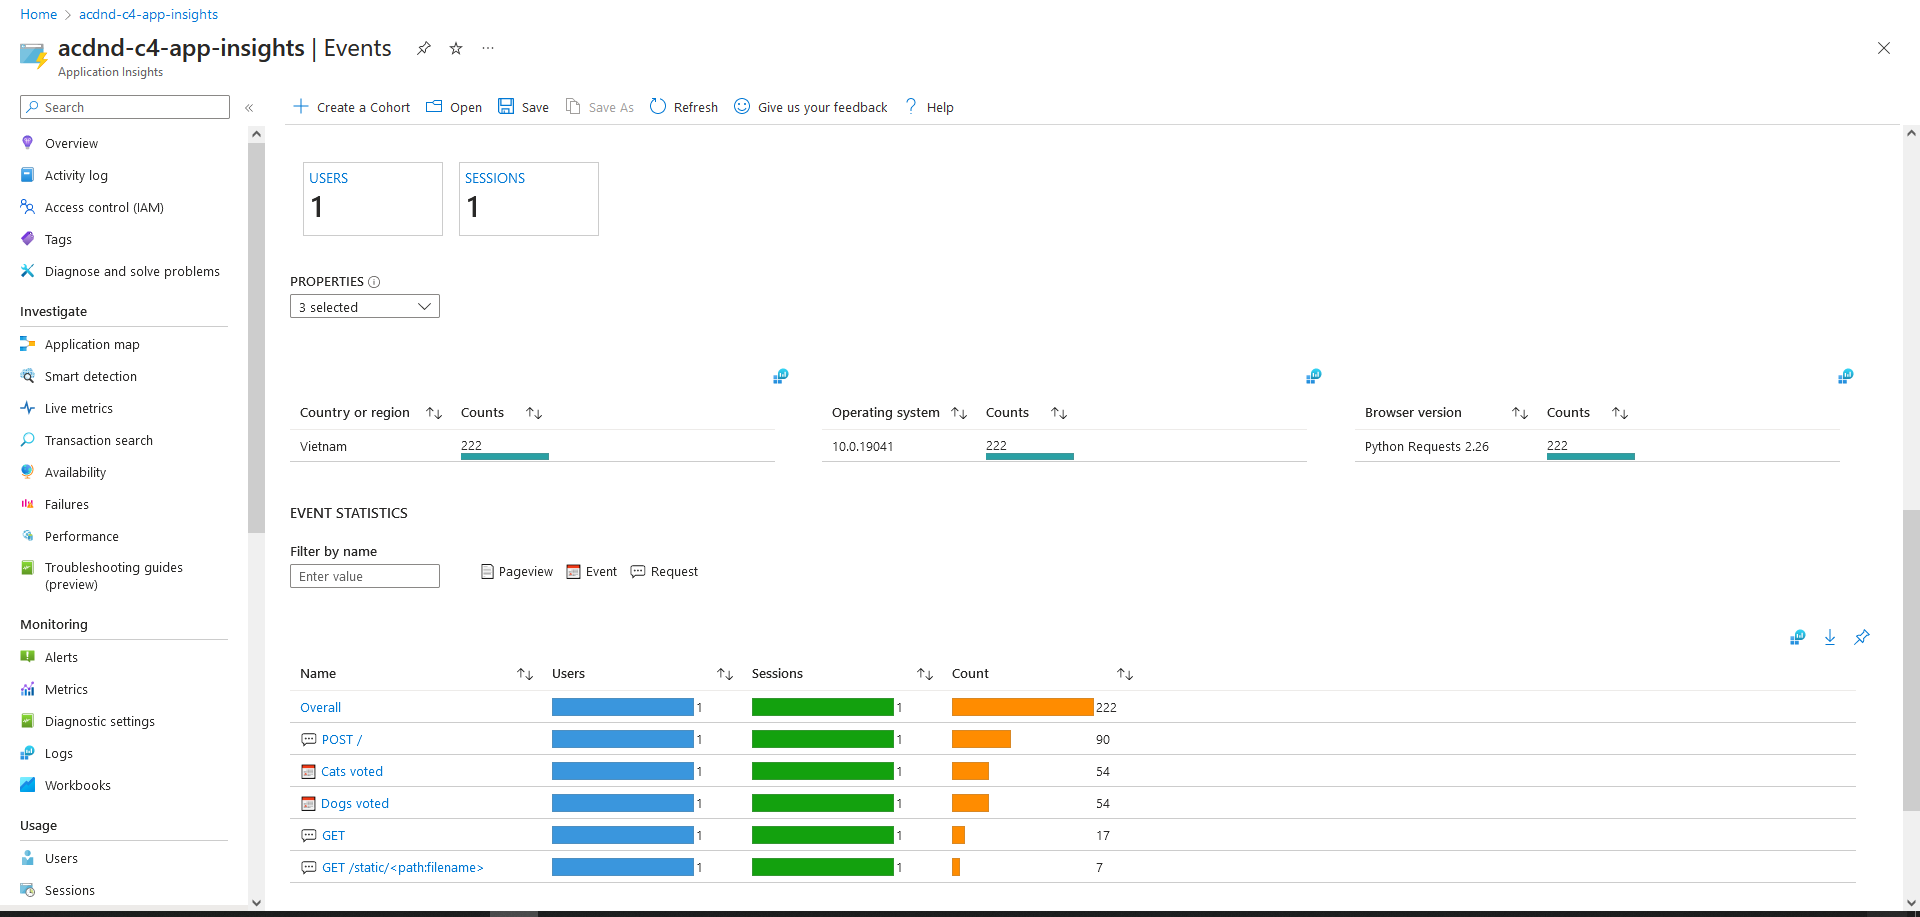 Home > acdnd-c4-app-insights
acdnd-c4-app-insights | Events
Application Insights
Search
Overview
Activity log
Access control (IAM)
Tags
Diagnose and solve problems
Investigate
Application map
Smart detection
Live metrics
Transaction search
Availability
Failures
Performance
Troubleshooting guides
(preview)
Monitoring
Alerts
Metrics
Diagnostic settings
Logs
Workbooks
Usage
Users
Sessions
Create a Cohort Open Save Save As Refresh Give us your feedback ? Help
USERS SESSIONS
1 1
PROPERTIES
3 selected
Country or region Counts Operating system Counts Browser version Counts
Vietnam 222 10.0.19041 222 Python Requests 2.26 222
EVENT STATISTICS
Filter by name
Enter value Pageview Event Request
Name Users Sessions Count
Overall 1 1 222
POST / 1 1 90
Cats voted 1 1 54
Dogs voted 1 1 54
GET 1 1 17
GET /static/<path:filename> 1 1 7